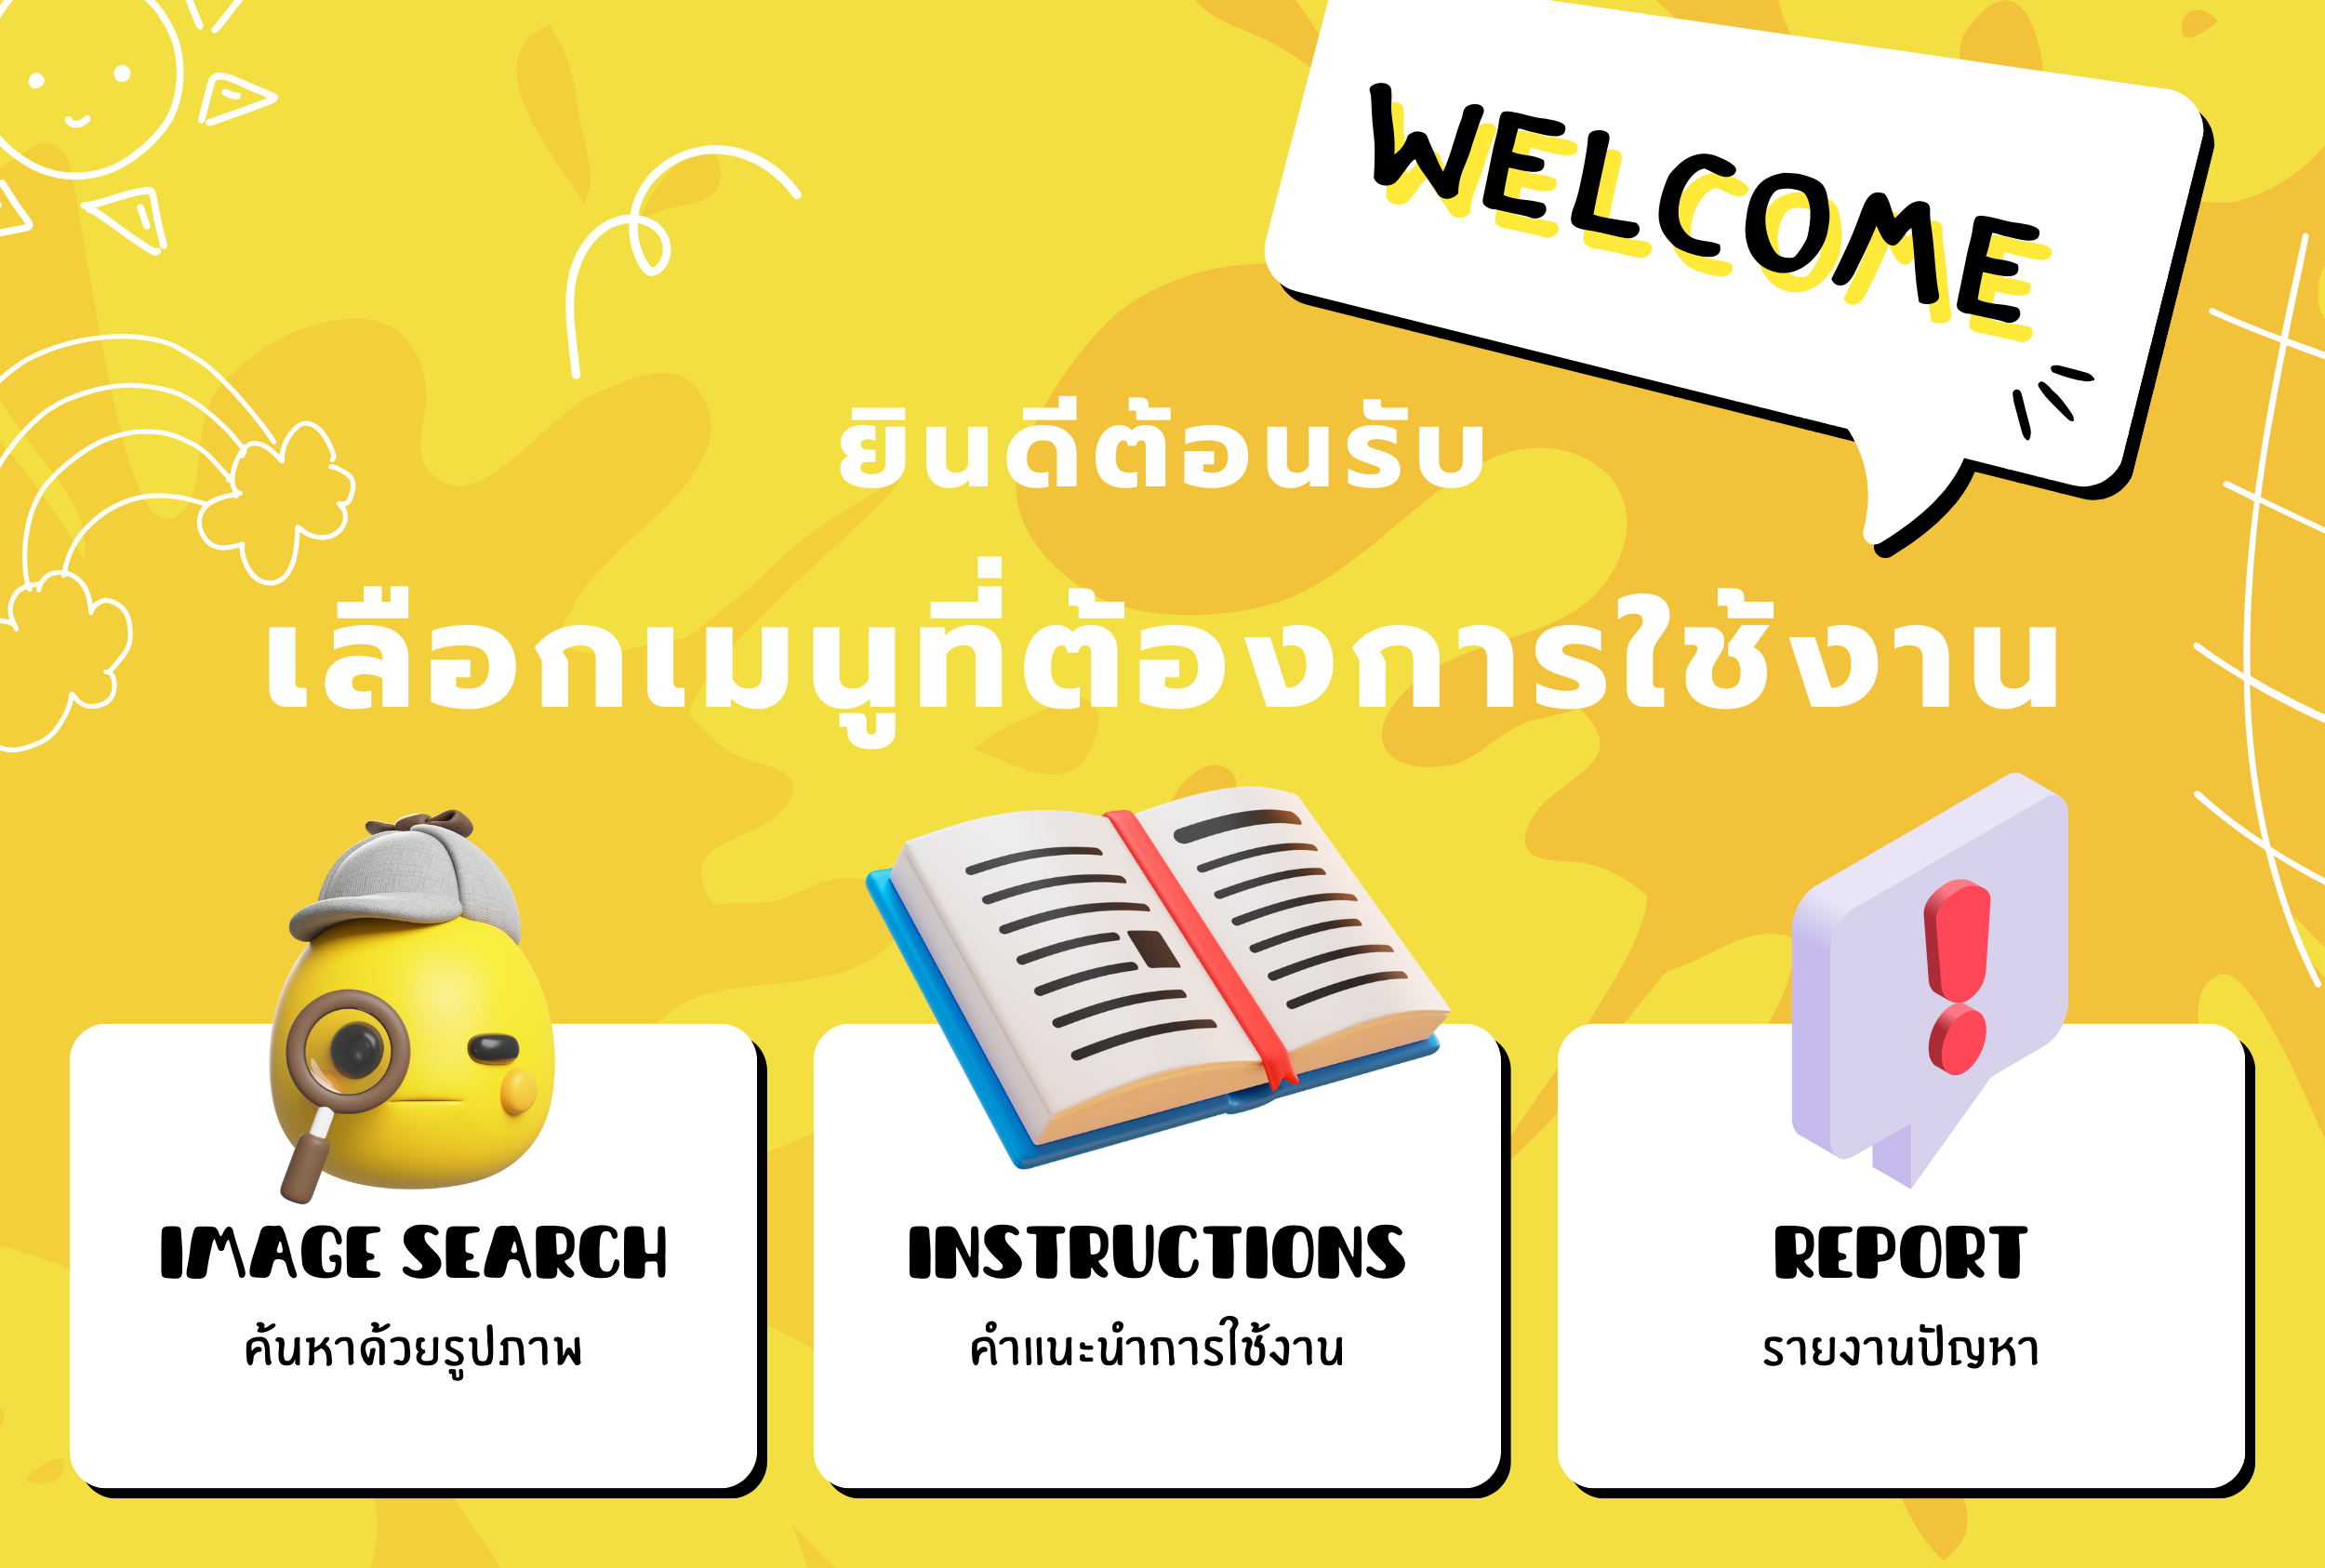 WELCOME
ยินดีต้อนรับ
เลือกเมนูที่ต้องการใช้งาน
IMAGE SEARCH
ค้นหาด้วยรูปภาพ
INSTRUCTIONS
คำแนะนำการใช้งาน
REPORT
รายงานปัญหา